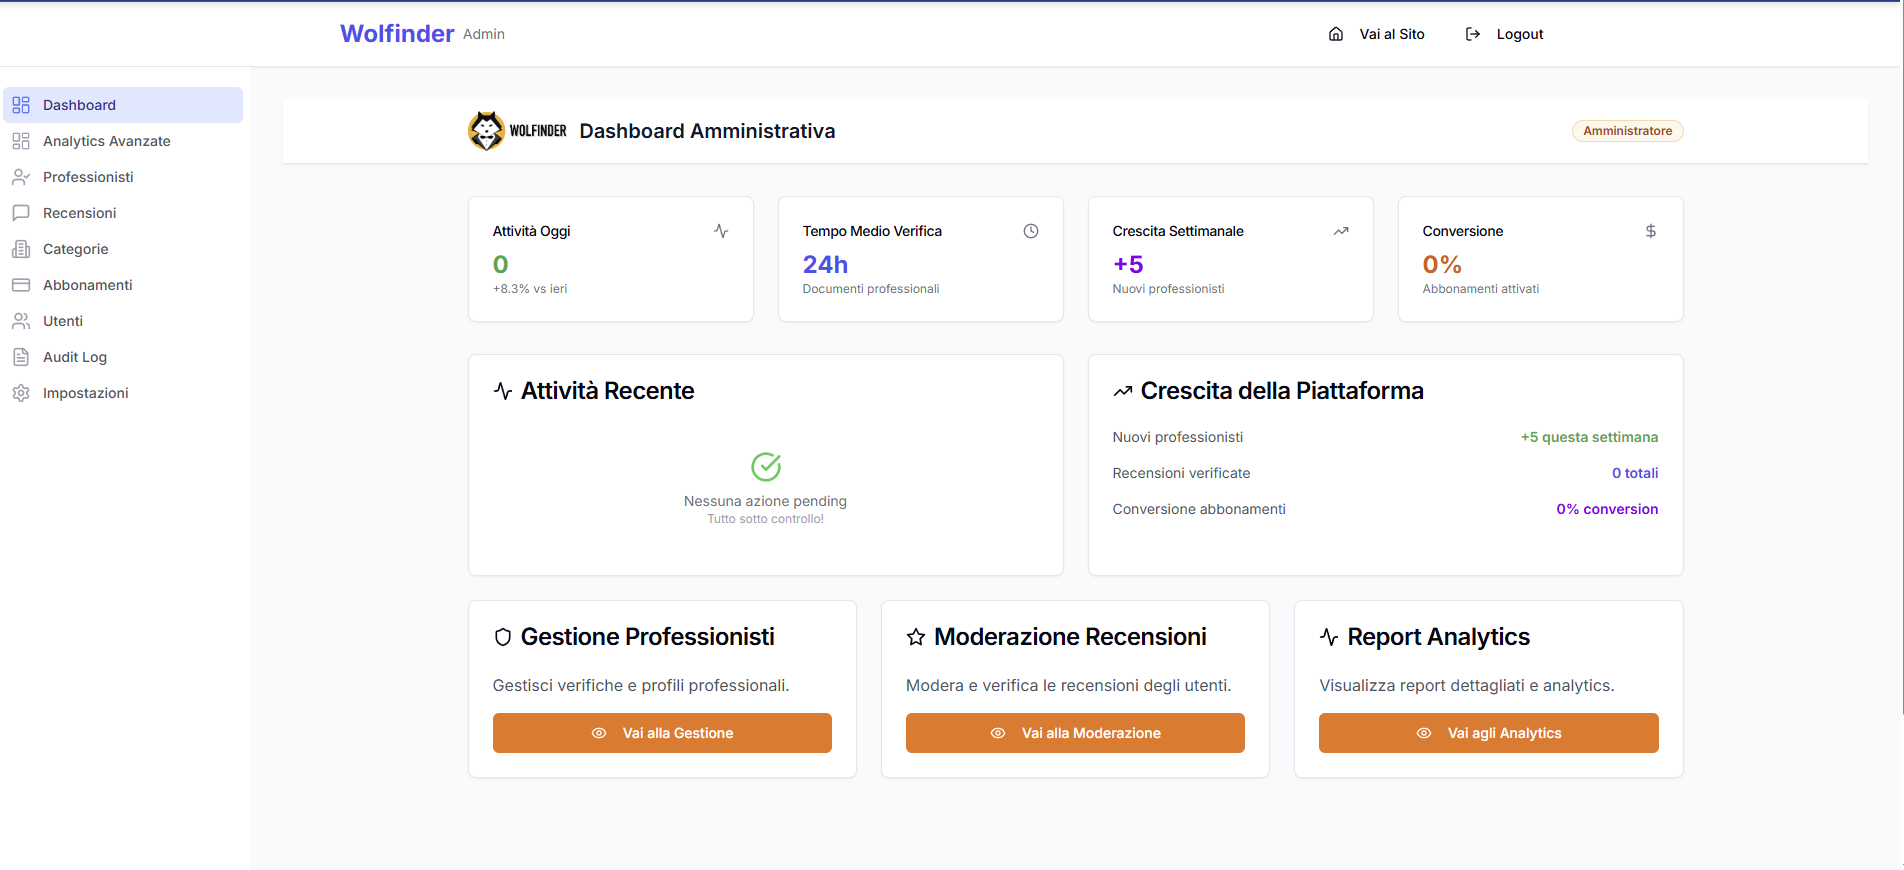 Wolfinder Admin
Vai al Sito
Logout
Dashboard
Analytics Avanzate
Professionisti
Recensioni
Categorie
Abbonamenti
Utenti
Audit Log
Impostazioni
WOLFINDER Dashboard Amministrativa
Amministratore
Attività Oggi
0
+8.3% vs ieri
Tempo Medio Verifica
24h
Documenti professionali
Crescita Settimanale
+5
Nuovi professionisti
Conversione
0%
Abbonamenti attivati
Attività Recente
Nessuna azione pending
Tutto sotto controllo!
Crescita della Piattaforma
Nuovi professionisti +5 questa settimana
Recensioni verificate 0 totali
Conversione abbonamenti 0% conversion
Gestione Professionisti
Gestisci verifiche e profili professionali.
Vai alla Gestione
Moderazione Recensioni
Modera e verifica le recensioni degli utenti.
Vai alla Moderazione
Report Analytics
Visualizza report dettagliati e analytics.
Vai agli Analytics